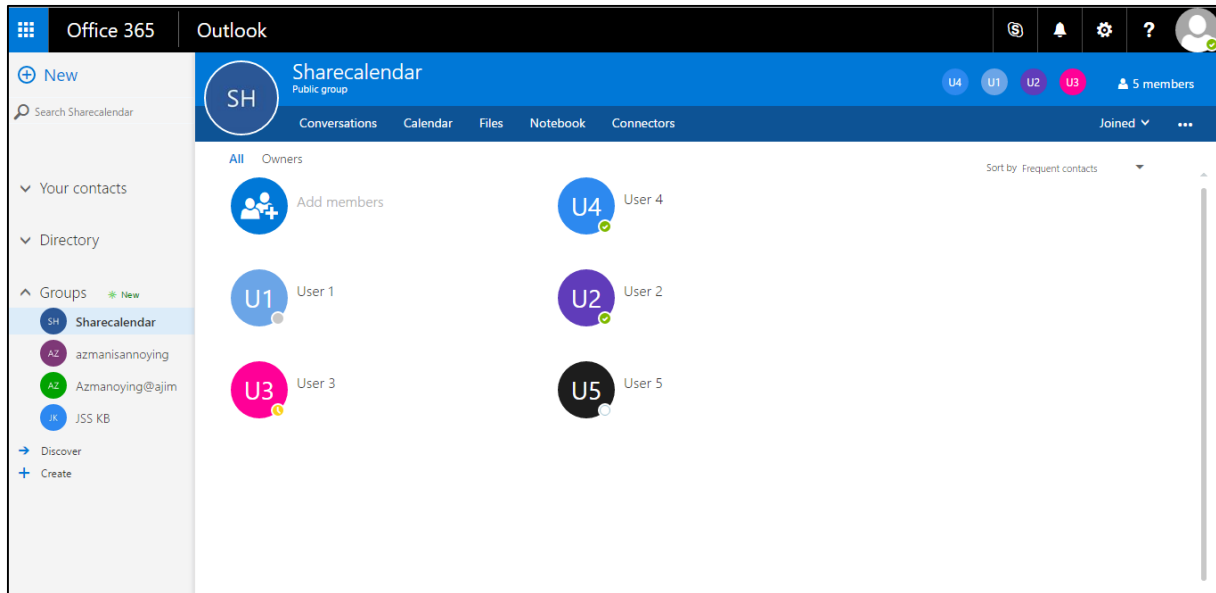 Office 365
Outlook
?
New
Search Sharecalendar
Your contacts
Directory
Groups New
SH Sharecalendar
AZ azmanisannoying
AZ Azmanoying@ajim
JK JSS KB
Discover
Create
SH
Sharecalendar
Public group
U4 U1 U2 U3 5 members
Conversations Calendar Files Notebook Connectors
Joined
All Owners
Sort by Frequent contacts
Add members
U4 User 4
U1 User 1
U2 User 2
U3 User 3
U5 User 5